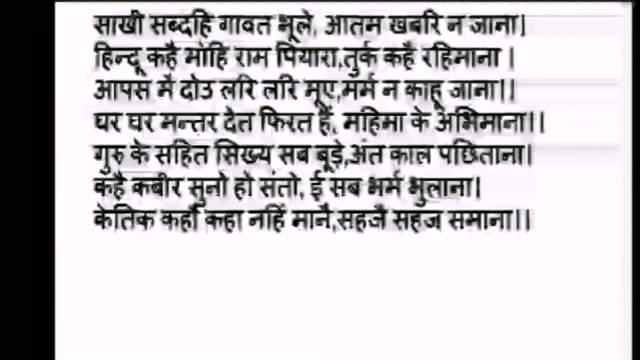 साखी सब्दहि गावत भूले, आतम खबरि न जाना।
हिन्दू कहै मोहि राम पियारा,तुर्क कहै रहिमाना ।
आपस मै दोउ लरि लरि मूए,मर्म न काहू जाना।।
घर घर मन्तर देत फिरत हैं, महिमा के अभिमाना।।
गुरु के सहित सिख्य सब बूड़े,अंत काल पछिताना।
कहै कबीर सुनो हो संतो, ई सब भर्म भुलाना।
केतिक कहौं कहा नहिं मानै,सहजै सहज समाना।।